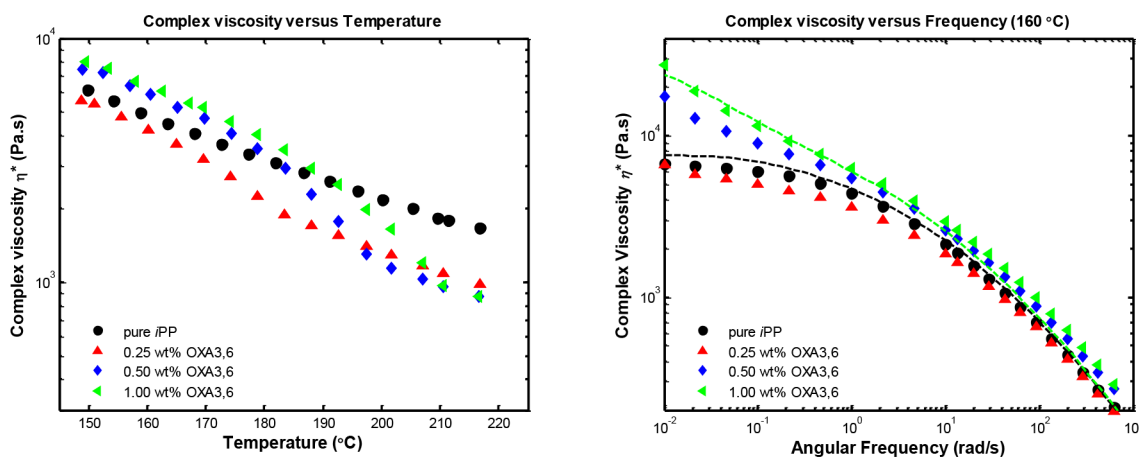 Complex viscosity versus Temperature
10⁴
10³
Complex viscosity η* (Pa.s)
pure iPP
0.25 wt% OXA3,6
0.50 wt% OXA3,6
1.00 wt% OXA3,6
150 160 170 180 190 200 210 220
Temperature (°C)
Complex viscosity versus Frequency (160 °C)
10⁴
10³
Complex Viscosity η* (Pa.s)
pure iPP
0.25 wt% OXA3,6
0.50 wt% OXA3,6
1.00 wt% OXA3,6
10⁻² 10⁻¹ 10⁰ 10¹ 10² 10
Angular Frequency (rad/s)